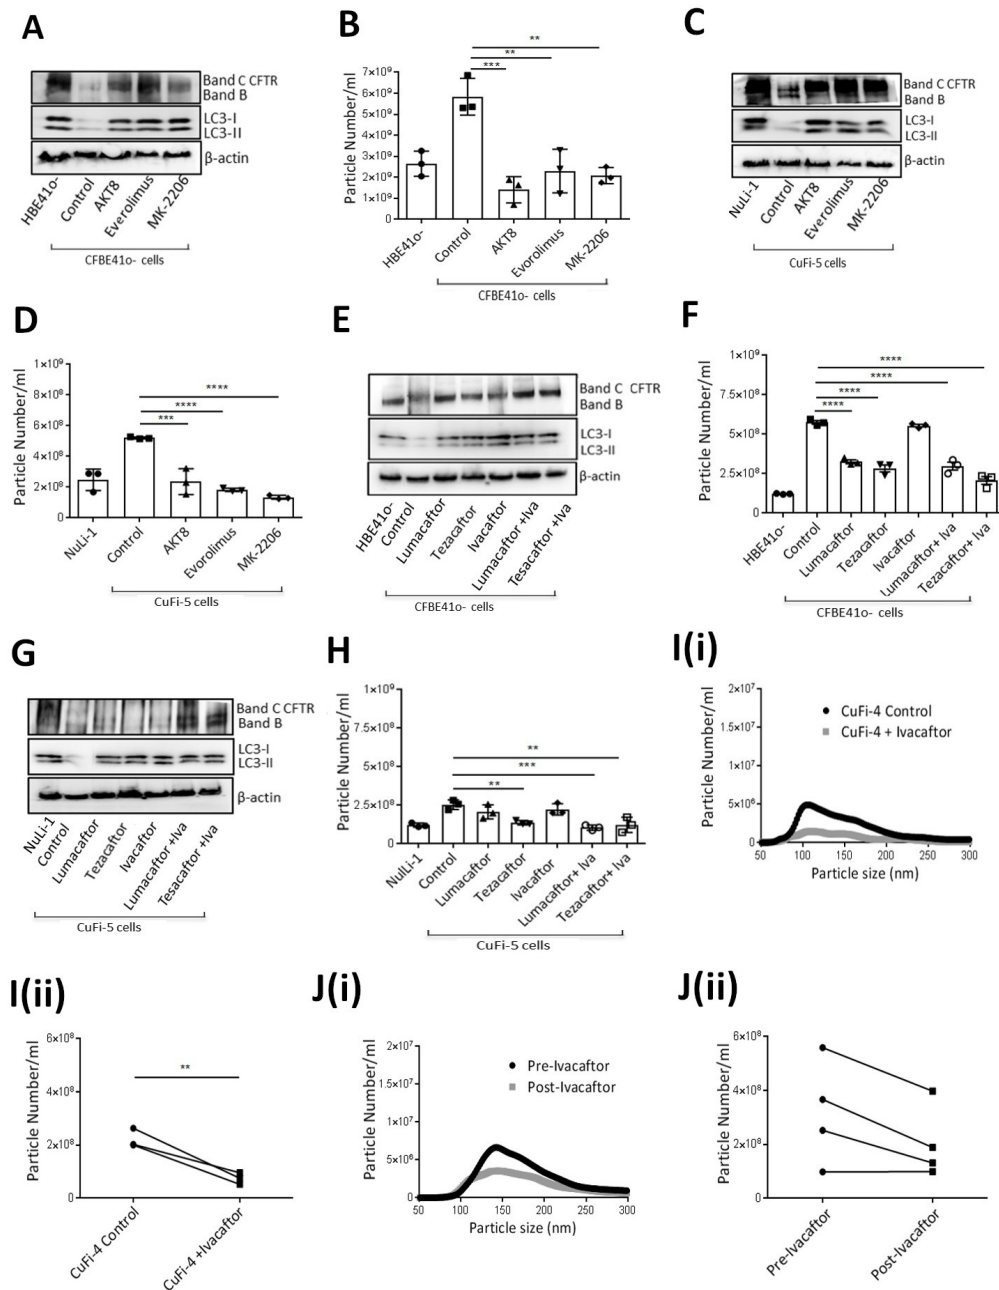 A
Band C CFTR
Band B
LC3-I
LC3-II
β-actin
HBE41o-
Control
AKT8
Everolimus
MK-2206
CFBE41o- cells
B
**
**
***
Particle Number/ml
7×10⁹
6×10⁹
5×10⁹
4×10⁹
3×10⁹
2×10⁹
1×10⁹
0
HBE41o-
Control
AKT8
Evorolimus
MK-2206
CFBE41o- cells
C
Band C CFTR
Band B
LC3-I
LC3-II
β-actin
NuLi-1
Control
AKT8
Everolimus
MK-2206
CuFi-5 cells
D
****
****
***
Particle Number/ml
1×10⁹
8×10⁸
6×10⁸
4×10⁸
2×10⁸
0
NuLi-1
Control
AKT8
Evorolimus
MK-2206
CuFi-5 cells
E
Band C CFTR
Band B
LC3-I
LC3-II
β-actin
HBE41o-
Control
Lumacaftor
Tezacaftor
Ivacaftor
Lumacaftor +Iva
Tesacaftor +Iva
CFBE41o- cells
F
****
****
****
****
Particle Number/ml
1×10⁹
7.5×10⁸
5×10⁸
2.5×10⁸
0
HBE41o-
Control
Lumacaftor
Tezacaftor
Ivacaftor
Lumacaftor+ Iva
Tezacaftor+ Iva
CFBE41o- cells
G
Band C CFTR
Band B
LC3-I
LC3-II
β-actin
NuLi-1
Control
Lumacaftor
Tezacaftor
Ivacaftor
Lumacaftor +Iva
Tesacaftor +Iva
CuFi-5 cells
H
**
***
**
Particle Number/ml
1×10⁹
7.5×10⁸
5×10⁸
2.5×10⁸
0
NulLi-1
Control
Lumacaftor
Tezacaftor
Ivacaftor
Lumacaftor+ Iva
Tezacaftor+ Iva
CuFi-5 cells
I(i)
Particle Number/ml
2×10⁷
1×10⁷
1×10⁷
5×10⁶
0
50 100 150 200 250 300
Particle size (nm)
CuFi-4 Control
CuFi-4 + Ivacaftor
I(ii)
**
Particle Number/ml
6×10⁸
4×10⁸
2×10⁸
0
CuFi-4 Control
CuFi-4 +Ivacaftor
J(i)
Particle Number/ml
2×10⁷
1.5×10⁷
1×10⁷
5×10⁶
0
50 100 150 200 250 300
Particle size (nm)
Pre-Ivacaftor
Post-Ivacaftor
J(ii)
Particle Number/ml
6×10⁸
4×10⁸
2×10⁸
0
Pre-Ivacaftor
Post-Ivacaftor